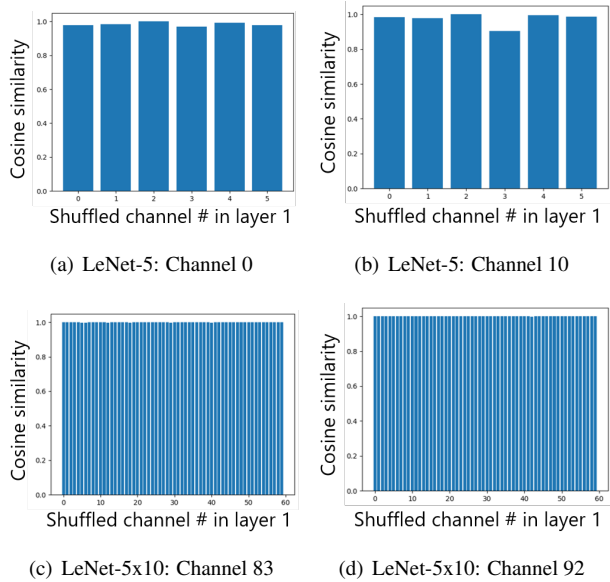 1.0
0.8
0.6
0.4
0.2
0.0
Cosine similarity
0 1 2 3 4 5
Shuffled channel # in layer 1
(a) LeNet-5: Channel 0
1.0
0.8
0.6
0.4
0.2
0.0
Cosine similarity
0 1 2 3 4 5
Shuffled channel # in layer 1
(b) LeNet-5: Channel 10
1.0
0.8
0.6
0.4
0.2
0.0
Cosine similarity
0 10 20 30 40 50 60
Shuffled channel # in layer 1
(c) LeNet-5x10: Channel 83
1.0
0.8
0.6
0.4
0.2
0.0
Cosine similarity
0 10 20 30 40 50 60
Shuffled channel # in layer 1
(d) LeNet-5x10: Channel 92